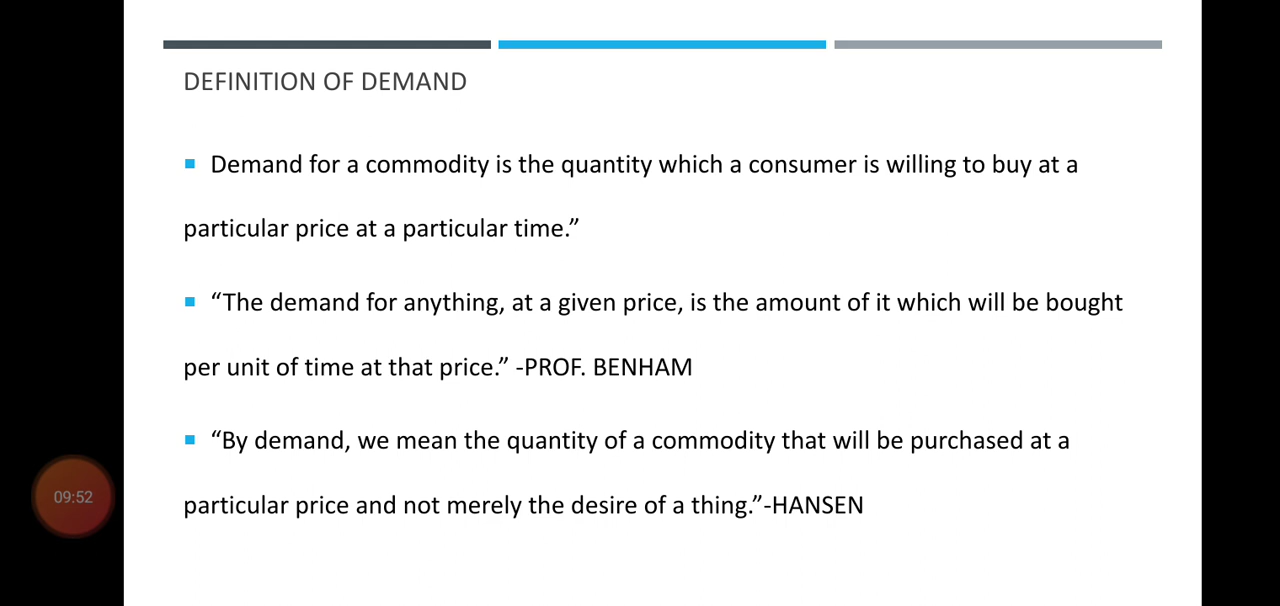 DEFINITION OF DEMAND
Demand for a commodity is the quantity which a consumer is willing to buy at a
particular price at a particular time.”
“The demand for anything, at a given price, is the amount of it which will be bought
per unit of time at that price.” -PROF. BENHAM
“By demand, we mean the quantity of a commodity that will be purchased at a
particular price and not merely the desire of a thing.”-HANSEN
09:52